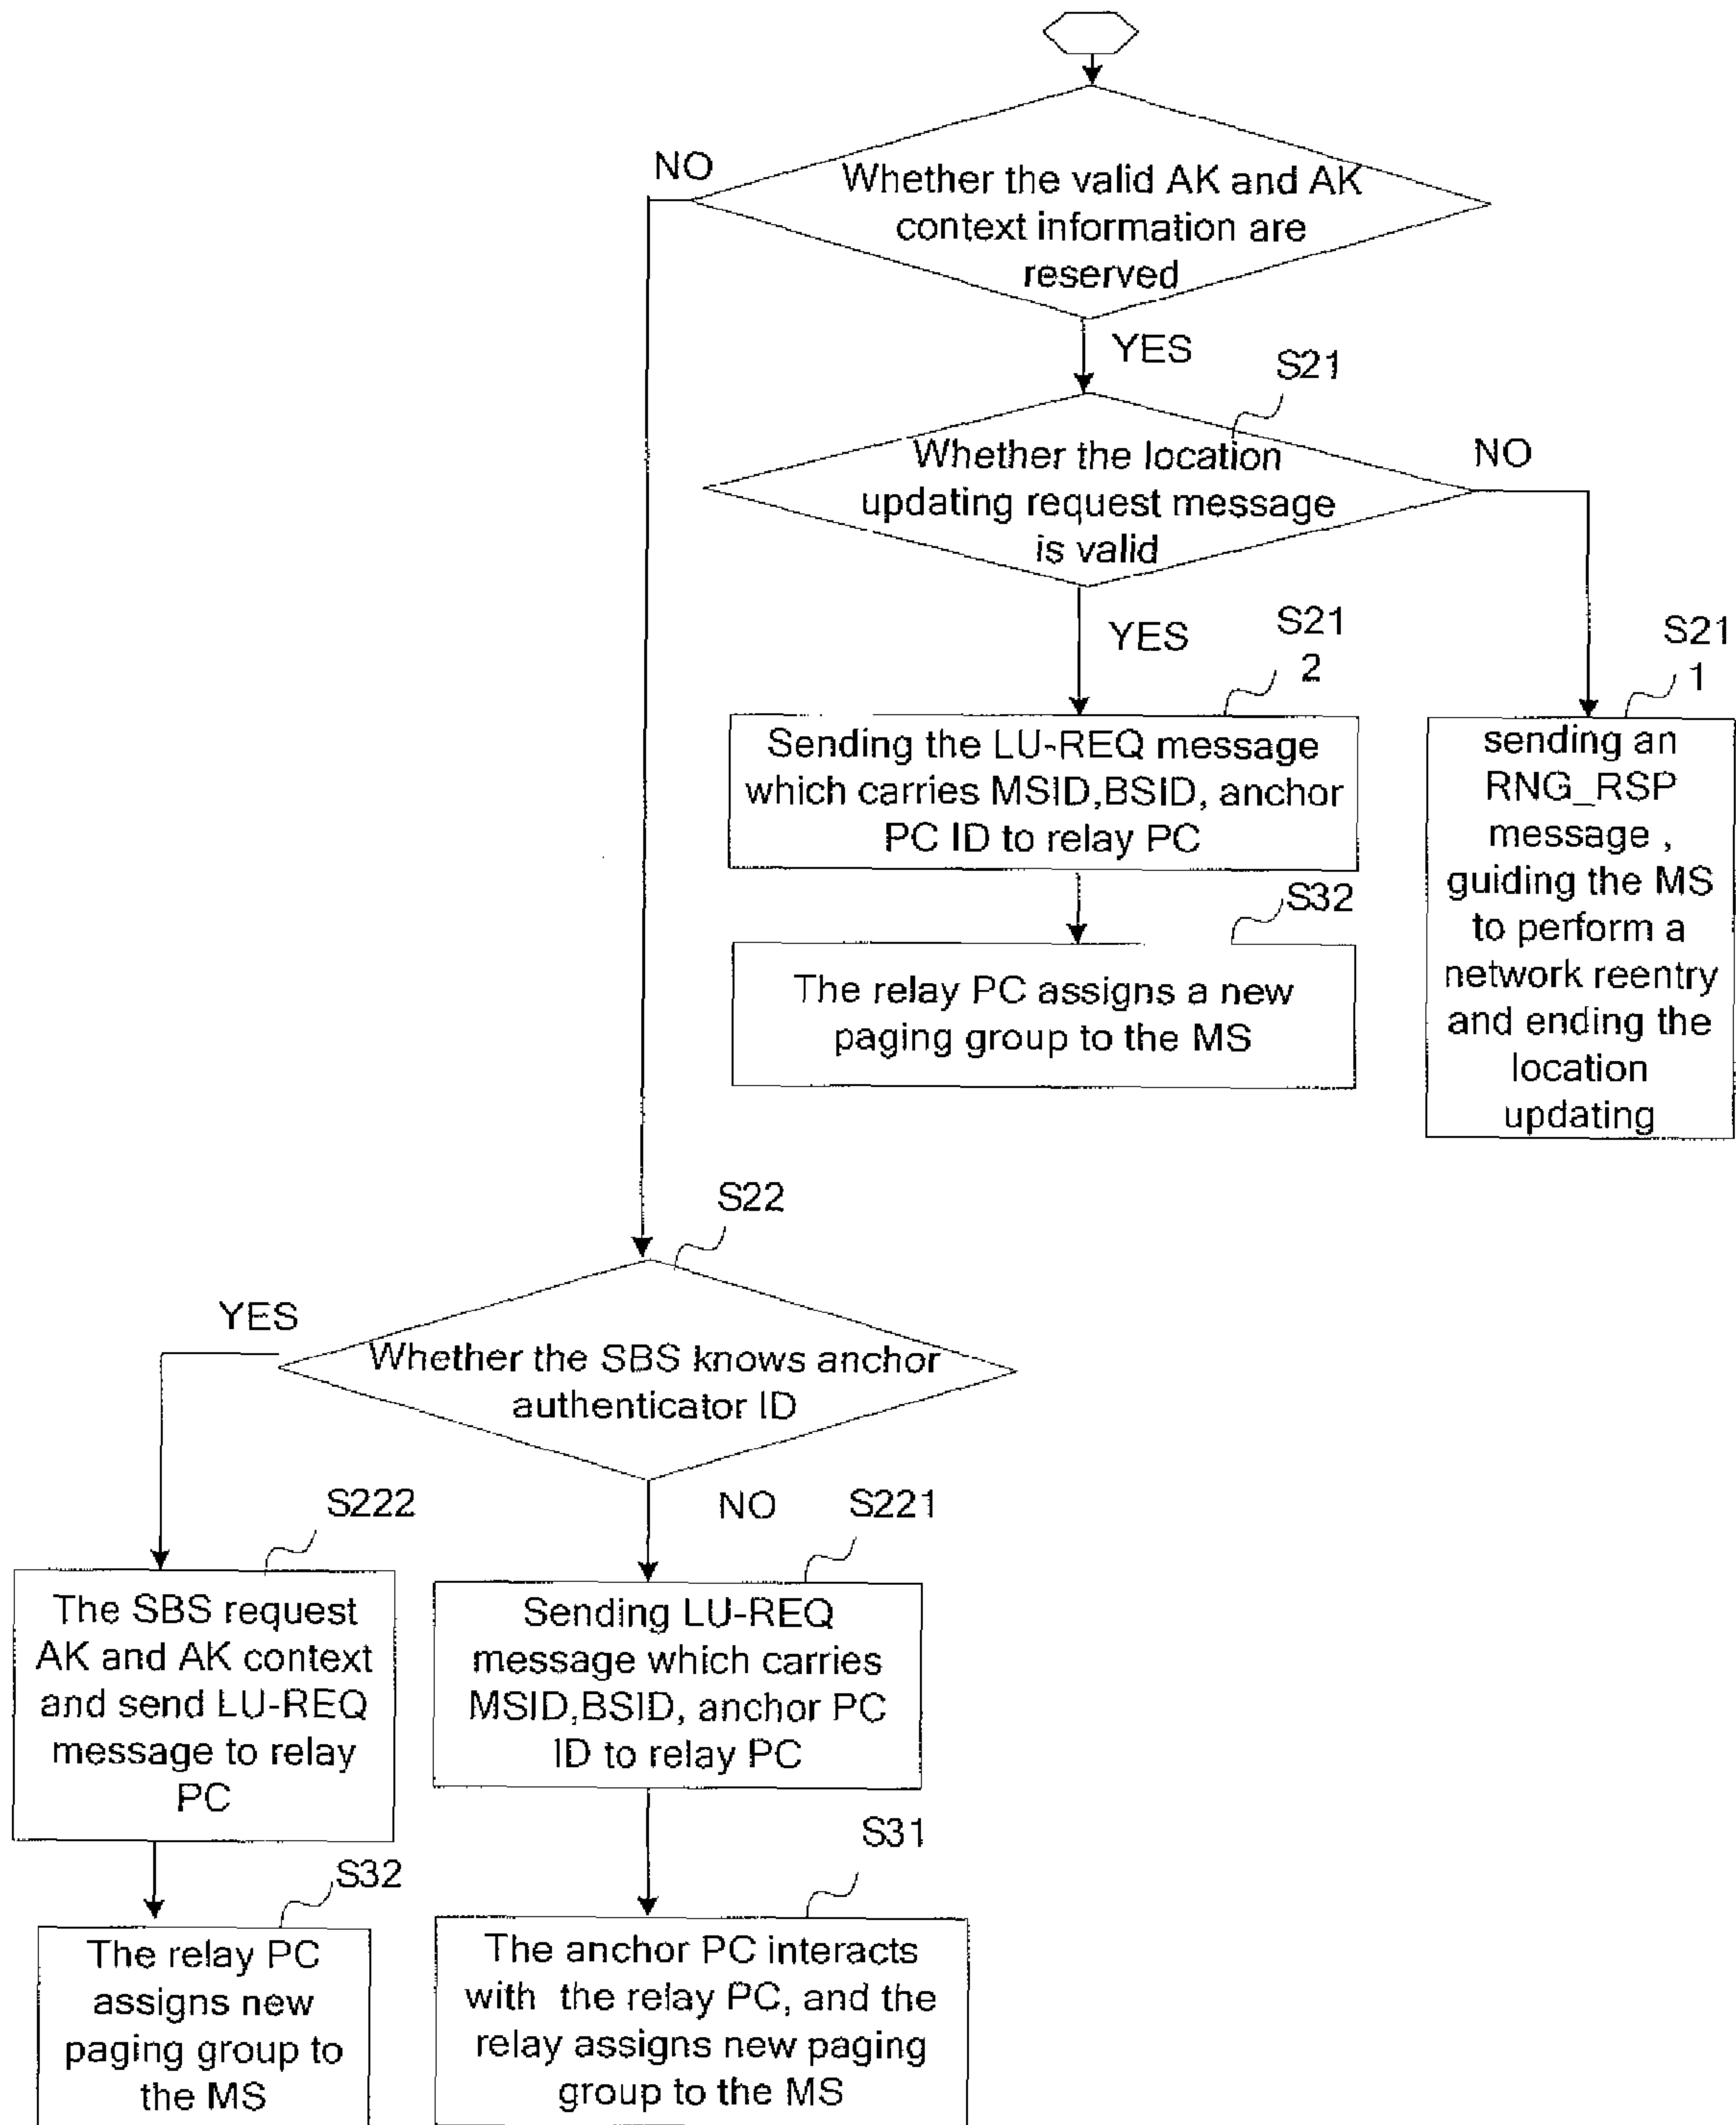 NO
Whether the valid AK and AK
context information are
reserved
YES
S21
Whether the location
updating request message
is valid
NO
YES
S21
2
S21
1
Sending the LU-REQ message
which carries MSID,BSID, anchor
PC ID to relay PC
sending an
RNG_RSP
message ,
guiding the MS
to perform a
network reentry
and ending the
location
updating
S32
The relay PC assigns a new
paging group to the MS
S22
YES
Whether the SBS knows anchor
authenticator ID
S222
NO
S221
The SBS request
AK and AK context
and send LU-REQ
message to relay
PC
Sending LU-REQ
message which carries
MSID,BSID, anchor PC
ID to relay PC
S32
S31
The relay PC
assigns new
paging group to
the MS
The anchor PC interacts
with the relay PC, and the
relay assigns new paging
group to the MS